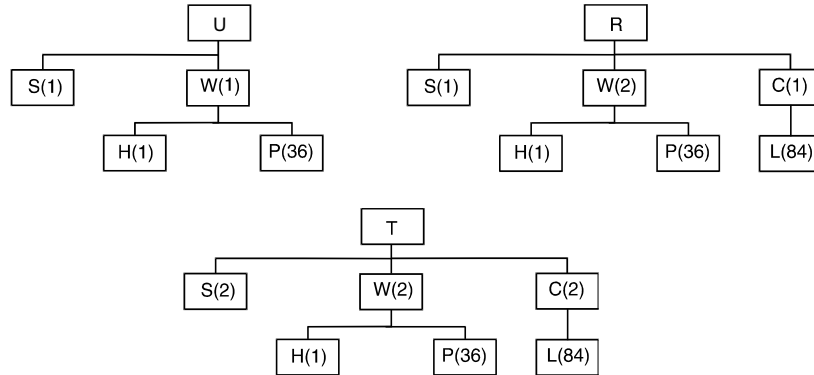 U
R
S(1)
W(1)
S(1)
W(2)
C(1)
H(1)
P(36)
H(1)
P(36)
L(84)
T
S(2)
W(2)
C(2)
H(1)
P(36)
L(84)